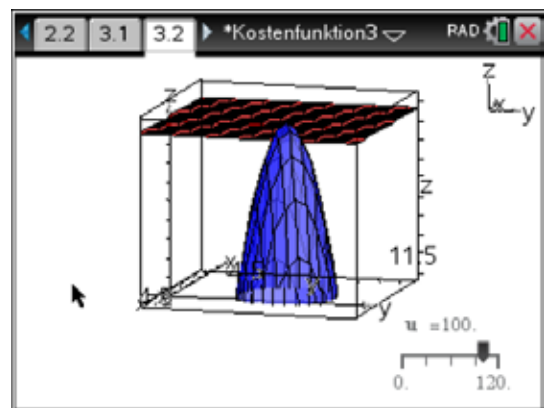 2.2 3.1 3.2 *Kostenfunktion3 RAD
z
y
z
z
11.5
x
y
u =100.
0. 120.